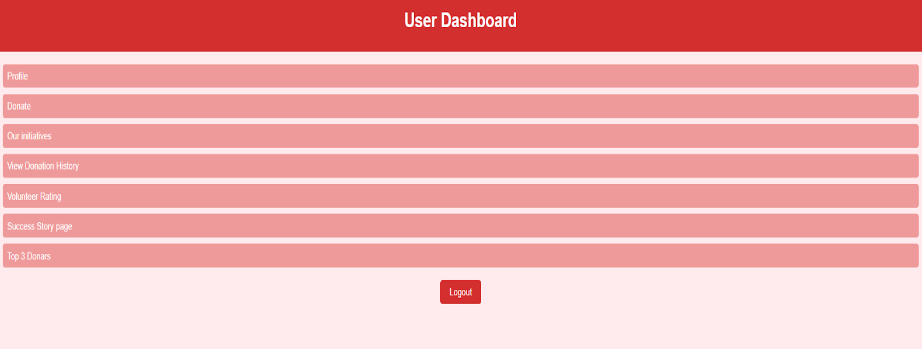 User Dashboard
Profile
Donate
Our initiatives
View Donation History
Volunteer Rating
Success Story page
Top 3 Donars
Logout